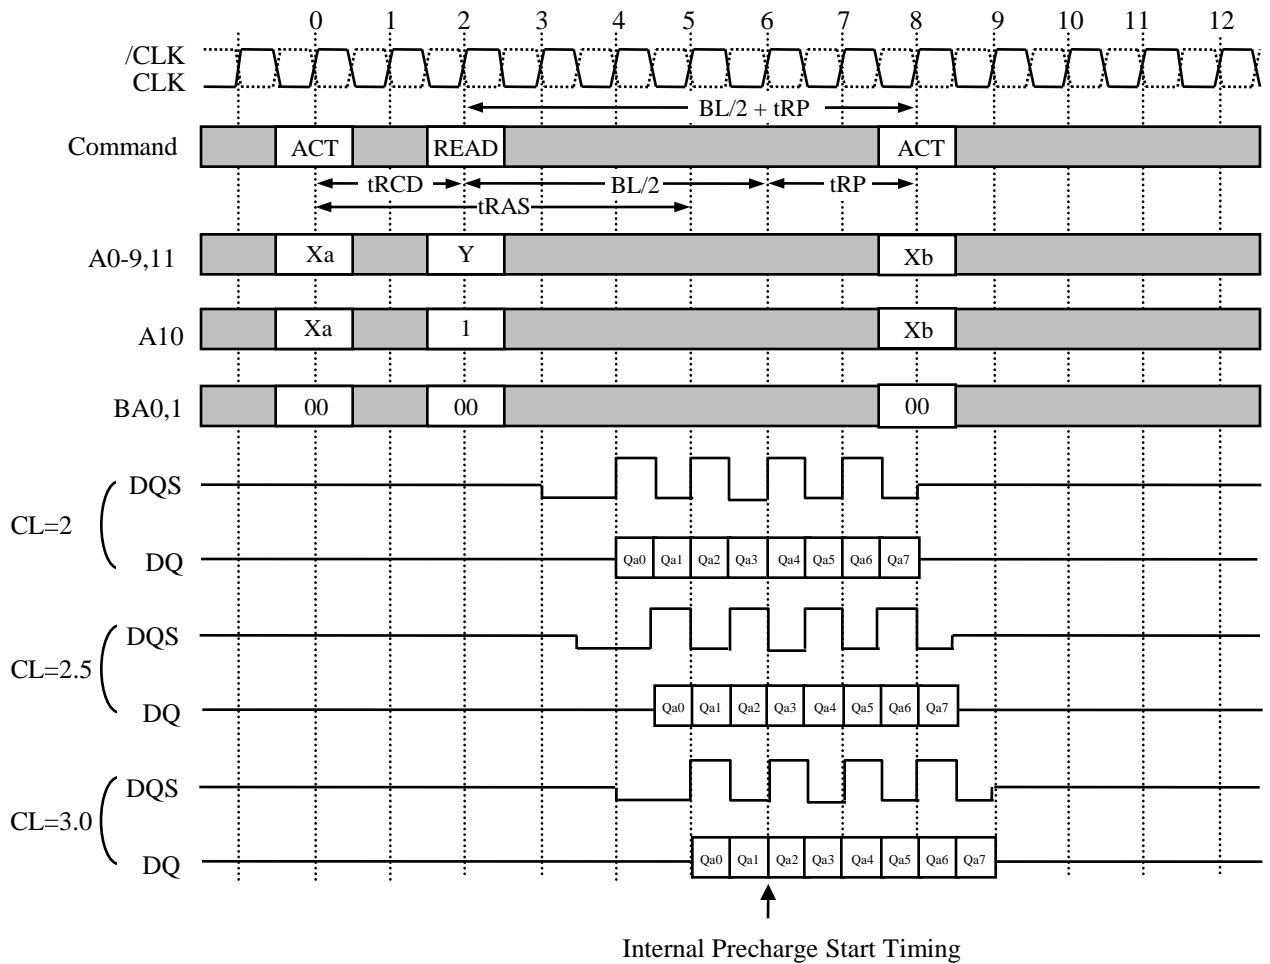 0 1 2 3 4 5 6 7 8 9 10 11 12
/CLK
CLK
BL/2 + tRP
Command ACT READ ACT
tRCD BL/2 tRP
tRAS
A0-9,11 Xa Y Xb
A10 Xa 1 Xb
BA0,1 00 00 00
DQS
CL=2
DQ Qa0 Qa1 Qa2 Qa3 Qa4 Qa5 Qa6 Qa7
DQS
CL=2.5
DQ Qa0 Qa1 Qa2 Qa3 Qa4 Qa5 Qa6 Qa7
DQS
CL=3.0
DQ Qa0 Qa1 Qa2 Qa3 Qa4 Qa5 Qa6 Qa7
Internal Precharge Start Timing